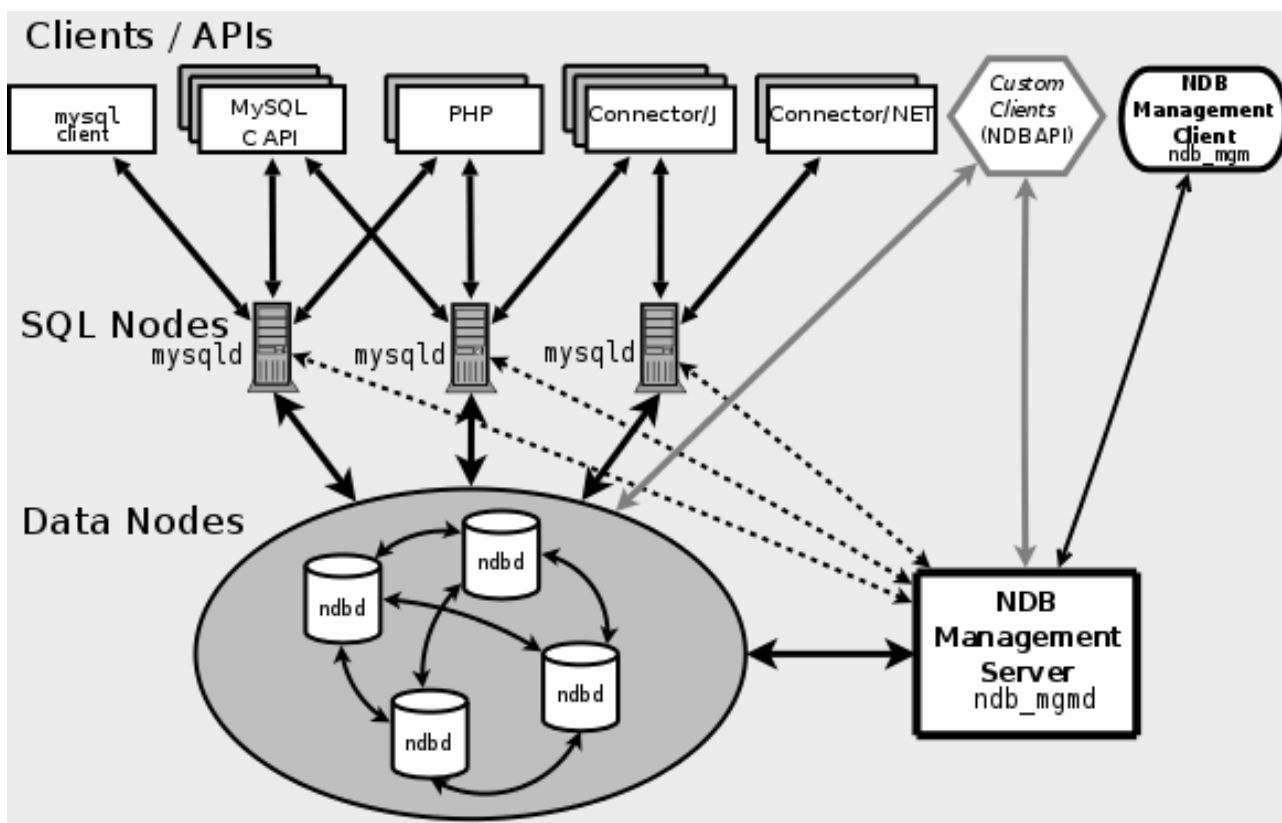 Clients / APIs
mysql
client
MySQL
C API
PHP
Connector/J
Connector/NET
Custom
Clients
(NDBAPI)
NDB
Management
Client
ndb_mgm
SQL Nodes
mysqld
mysqld
mysqld
Data Nodes
ndbd
ndbd
ndbd
ndbd
NDB
Management
Server
ndb_mgmd